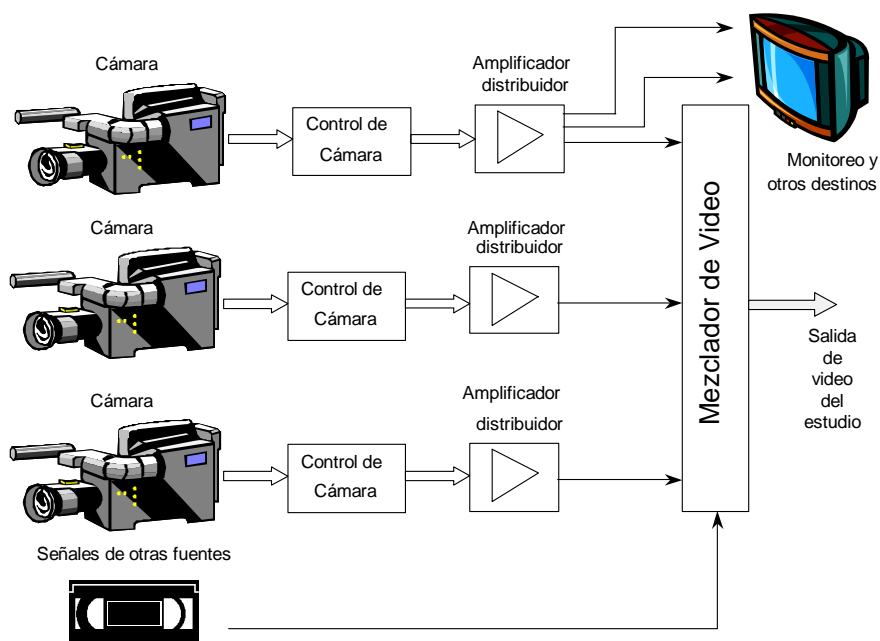 Cámara
Amplificador
distribuidor
Control de
Cámara
Monitoreo y
otros destinos
Cámara
Amplificador
distribuidor
Control de
Cámara
Mezclador de Video
Salida
de
video
del
estudio
Cámara
Amplificador
distribuidor
Control de
Cámara
Señales de otras fuentes